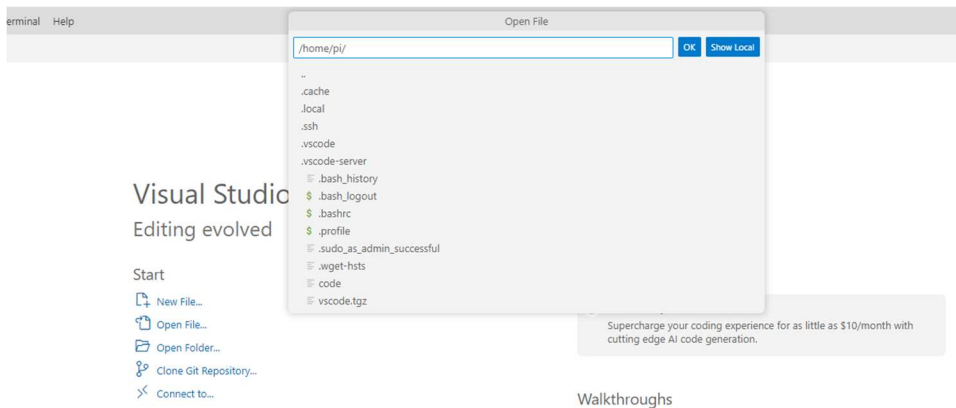 erminal Help
Open File
/home/pi/
OK
Show Local
..
.cache
.local
.ssh
.vscode
.vscode-server
.bash_history
$ .bash_logout
$ .bashrc
$ .profile
.sudo_as_admin_successful
.wget-hsts
code
vscode.tgz
Visual Studio
Editing evolved
Start
New File...
Open File...
Open Folder...
Clone Git Repository...
Connect to...
Supercharge your coding experience for as little as $10/month with
cutting edge AI code generation.
Walkthroughs